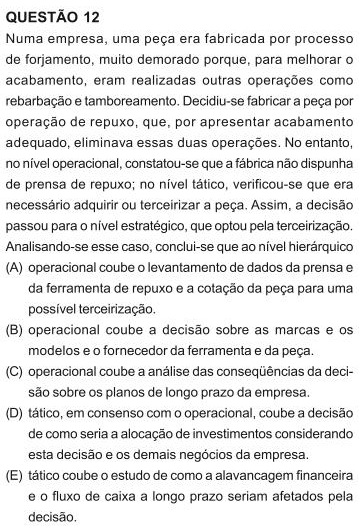 QUESTÃO 12
Numa empresa, uma peça era fabricada por processo
de forjamento, muito demorado porque, para melhorar o
acabamento, eram realizadas outras operações como
rebarbação e tamboreamento. Decidiu-se fabricar a peça por
operação de repuxo, que, por apresentar acabamento
adequado, eliminava essas duas operações. No entanto,
no nível operacional, constatou-se que a fábrica não dispunha
de prensa de repuxo; no nível tático, verificou-se que era
necessário adquirir ou terceirizar a peça. Assim, a decisão
passou para o nível estratégico, que optou pela terceirização.
Analisando-se esse caso, conclui-se que ao nível hierárquico
(A) operacional coube o levantamento de dados da prensa e
da ferramenta de repuxo e a cotação da peça para uma
possível terceirização.
(B) operacional coube a decisão sobre as marcas e os
modelos e o fornecedor da ferramenta e da peça.
(C) operacional coube a análise das conseqüências da deci-
são sobre os planos de longo prazo da empresa.
(D) tático, em consenso com o operacional, coube a decisão
de como seria a alocação de investimentos considerando
esta decisão e os demais negócios da empresa.
(E) tático coube o estudo de como a alavancagem financeira
e o fluxo de caixa a longo prazo seriam afetados pela
decisão.